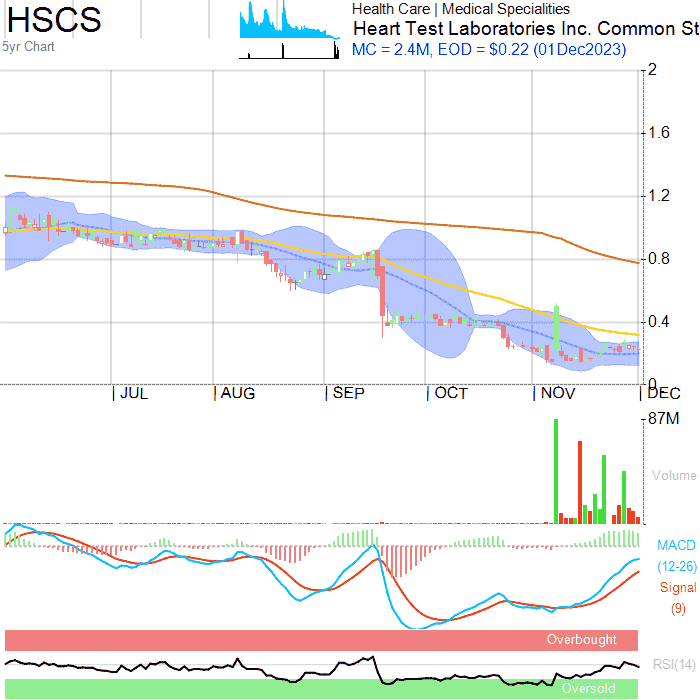 HSCS
5yr Chart
Health Care | Medical Specialities
Heart Test Laboratories Inc. Common St
MC = 2.4M, EOD = $0.22 (01Dec2023)
2
1.6
1.2
0.8
0.4
0
JUL AUG SEP OCT NOV DEC
87M
Volume
MACD
(12-26)
Signal
(9)
Overbought
RSI(14)
Oversold